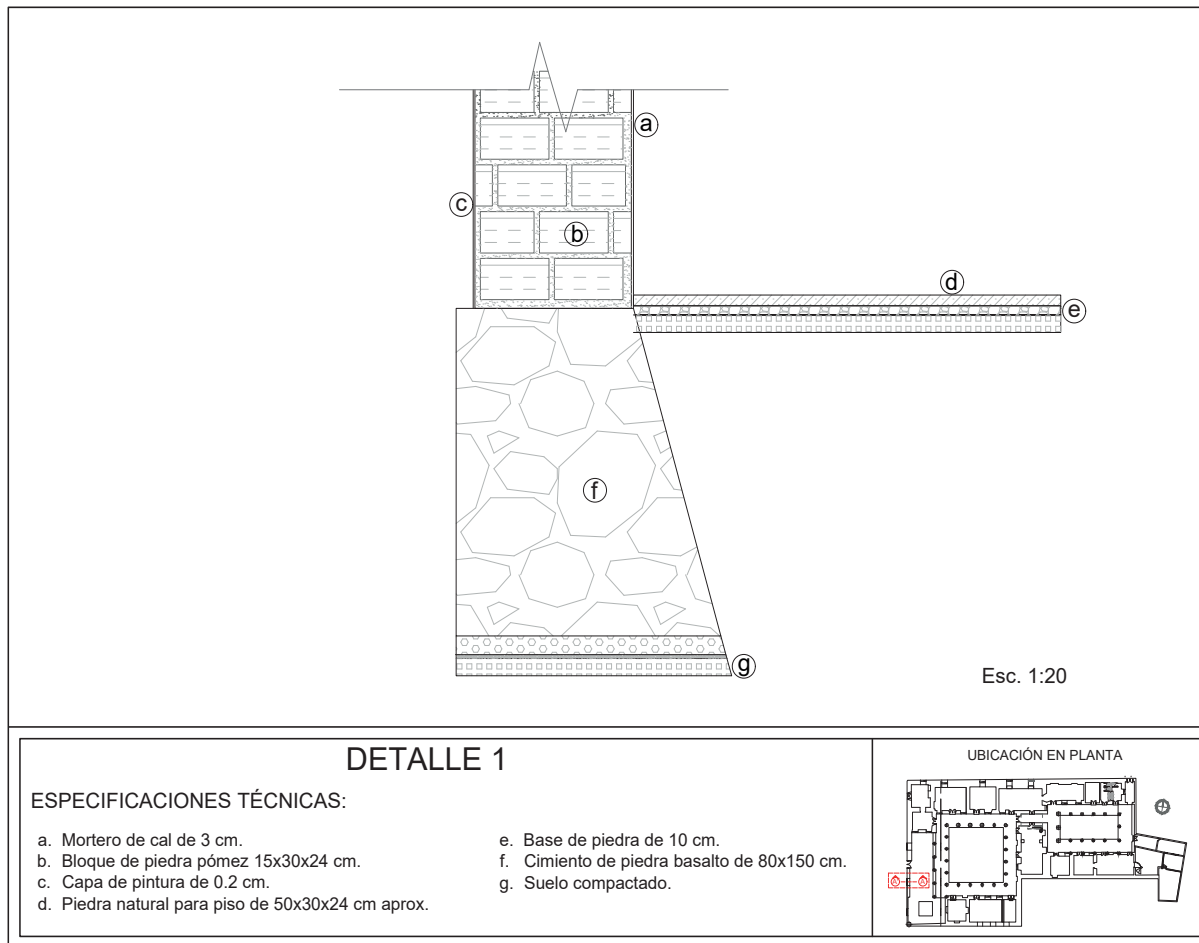 a
c
b
d
e
f
g
Esc. 1:20
DETALLE 1
ESPECIFICACIONES TÉCNICAS:
a. Mortero de cal de 3 cm.
b. Bloque de piedra pómez 15x30x24 cm.
c. Capa de pintura de 0.2 cm.
d. Piedra natural para piso de 50x30x24 cm aprox.
e. Base de piedra de 10 cm.
f. Cimiento de piedra basalto de 80x150 cm.
g. Suelo compactado.
UBICACIÓN EN PLANTA